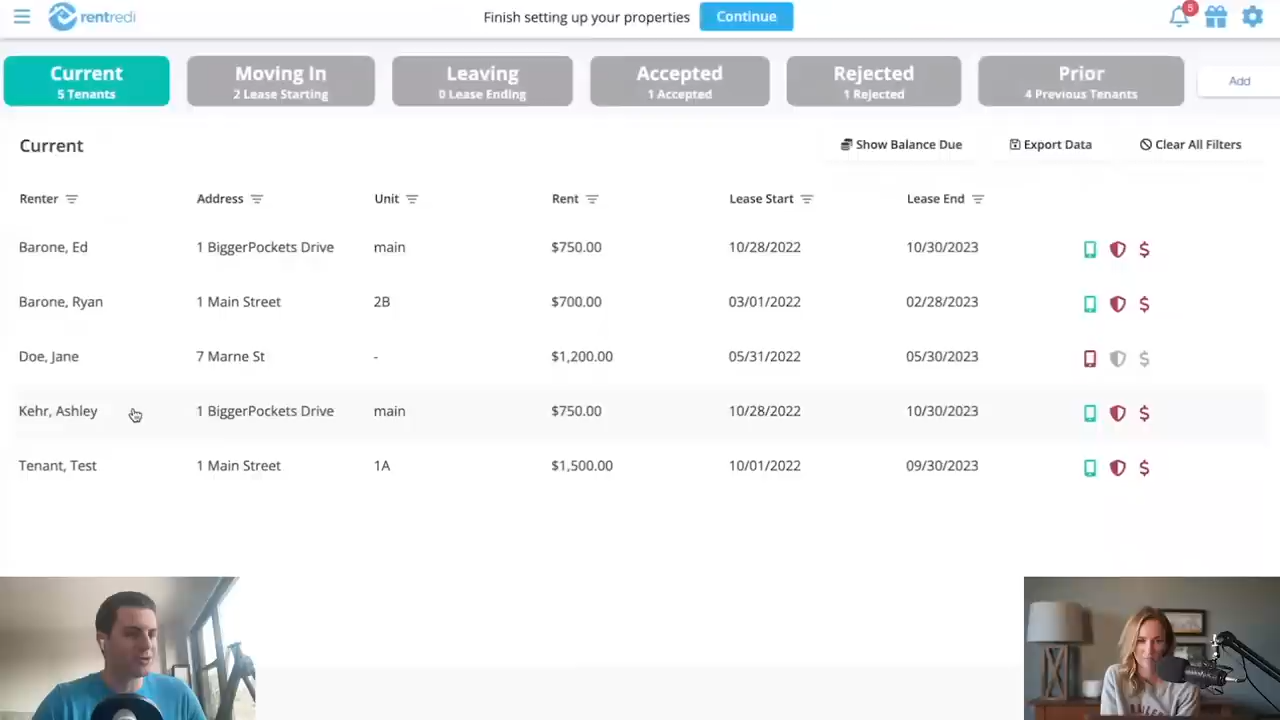 rentredi
Finish setting up your properties
Continue
5
Current
5 Tenants
Moving In
2 Lease Starting
Leaving
0 Lease Ending
Accepted
1 Accepted
Rejected
1 Rejected
Prior
4 Previous Tenants
Add
Current
Show Balance Due
Export Data
Clear All Filters
Renter Address Unit Rent Lease Start Lease End
Barone, Ed 1 BiggerPockets Drive main $750.00 10/28/2022 10/30/2023 $
Barone, Ryan 1 Main Street 2B $700.00 03/01/2022 02/28/2023 $
Doe, Jane 7 Marne St - $1,200.00 05/31/2022 05/30/2023 $
Kehr, Ashley 1 BiggerPockets Drive main $750.00 10/28/2022 10/30/2023 $
Tenant, Test 1 Main Street 1A $1,500.00 10/01/2022 09/30/2023 $